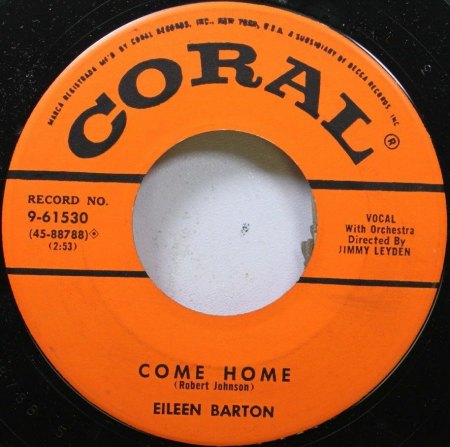 MARCA REGISTRADA MF'D BY CORAL RECORDS, INC., NEW YORK, U.S.A. A SUBSIDIARY OF DECCA RECORDS, INC
CORAL®
RECORD NO.
9-61530
(45-88788)
(2:53)
VOCAL
With Orchestra
Directed By
JIMMY LEYDEN
COME HOME
(Robert Johnson)
EILEEN BARTON